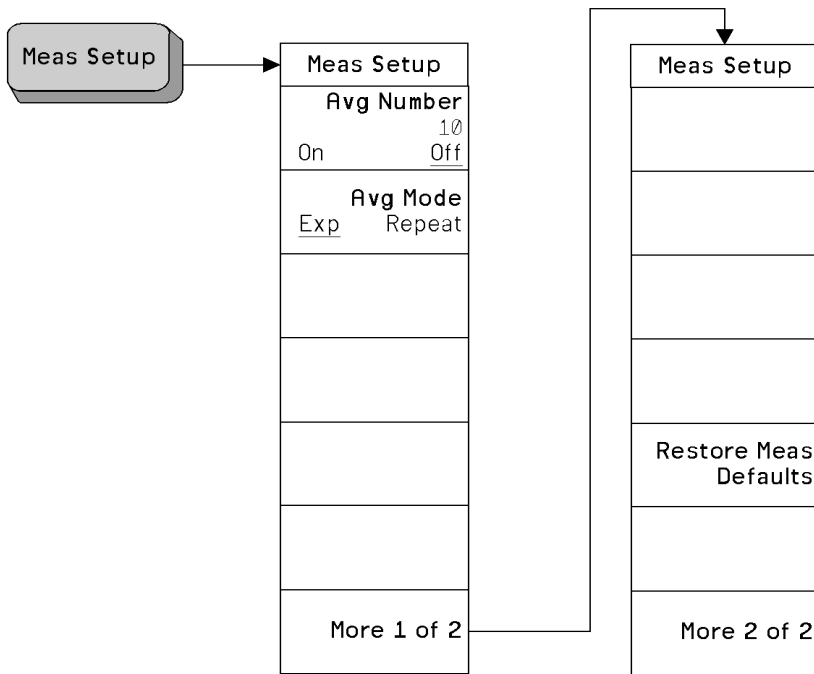 Meas Setup
Meas Setup
Avg Number
10
On Off
Avg Mode
Exp Repeat
More 1 of 2
Meas Setup
Restore Meas
Defaults
More 2 of 2